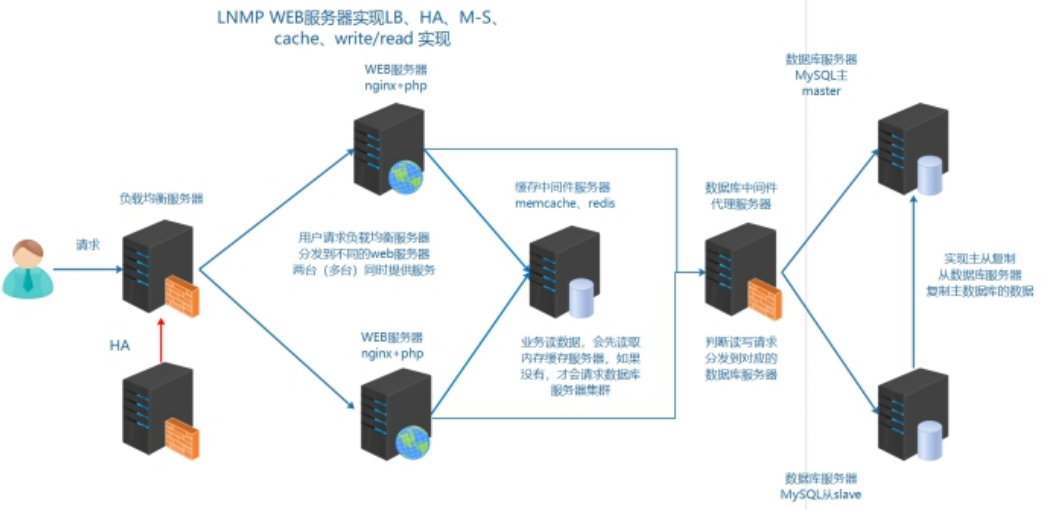 LNMP WEB服务器实现LB、HA、M-S、
cache、write/read 实现
WEB服务器
nginx+php
数据库服务器
MySQL主
master
负载均衡服务器
缓存中间件服务器
memcache、redis
数据库中间件
代理服务器
请求
用户请求负载均衡服务器
分发到不同的web服务器
两台（多台）同时提供服务
实现主从复制
从数据库服务器
复制主数据库的数据
HA
WEB服务器
nginx+php
业务读数据，会先读取
内存缓存服务器，如果
没有，才会请求数据库
服务器集群
判断读写请求
分发到对应的
数据库服务器
数据库服务器
MySQL从slave